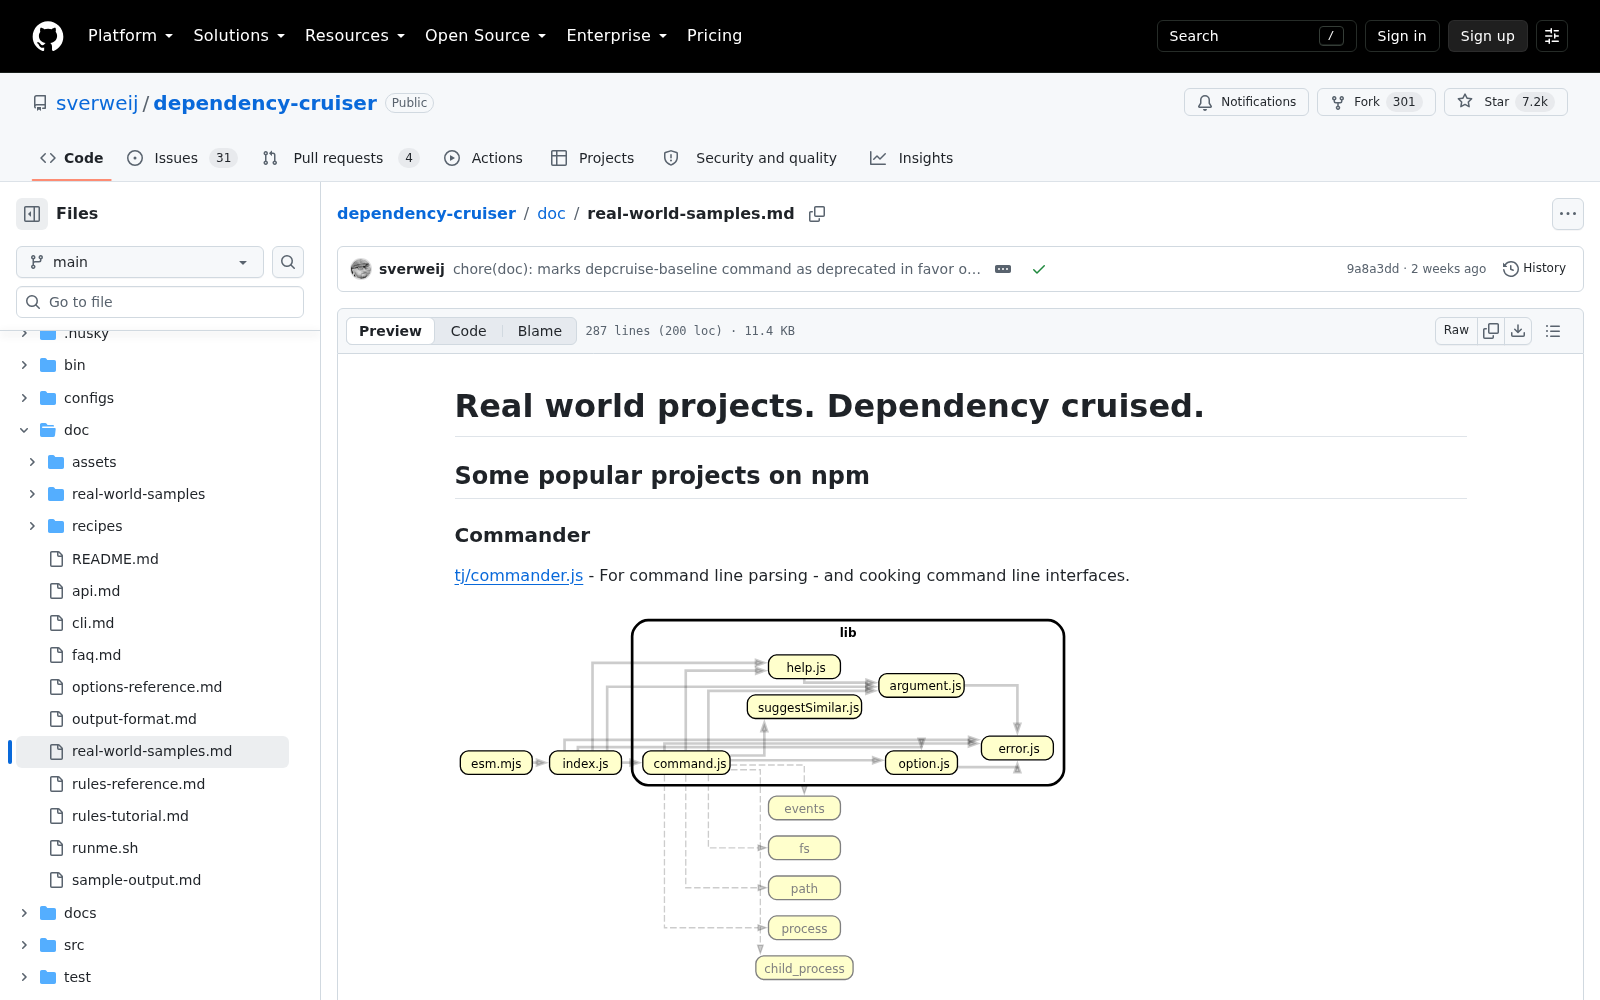 Platform Solutions Resources Open Source Enterprise Pricing Search / Sign in Sign up
sverweij / dependency-cruiser Public Notifications Fork 301 Star 7.2k
Code Issues 31 Pull requests 4 Actions Projects Security and quality Insights
Files
main
Go to file
.husky
bin
configs
doc
assets
real-world-samples
recipes
README.md
api.md
cli.md
faq.md
options-reference.md
output-format.md
real-world-samples.md
rules-reference.md
rules-tutorial.md
runme.sh
sample-output.md
docs
src
test
dependency-cruiser / doc / real-world-samples.md
sverweij chore(doc): marks depcruise-baseline command as deprecated in favor o... 9a8a3dd · 2 weeks ago History
Preview Code Blame 287 lines (200 loc) · 11.4 KB Raw
Real world projects. Dependency cruised.
Some popular projects on npm
Commander
tj/commander.js - For command line parsing - and cooking command line interfaces.
lib
help.js
argument.js
suggestSimilar.js
error.js
esm.mjs index.js command.js option.js
events
fs
path
process
child_process